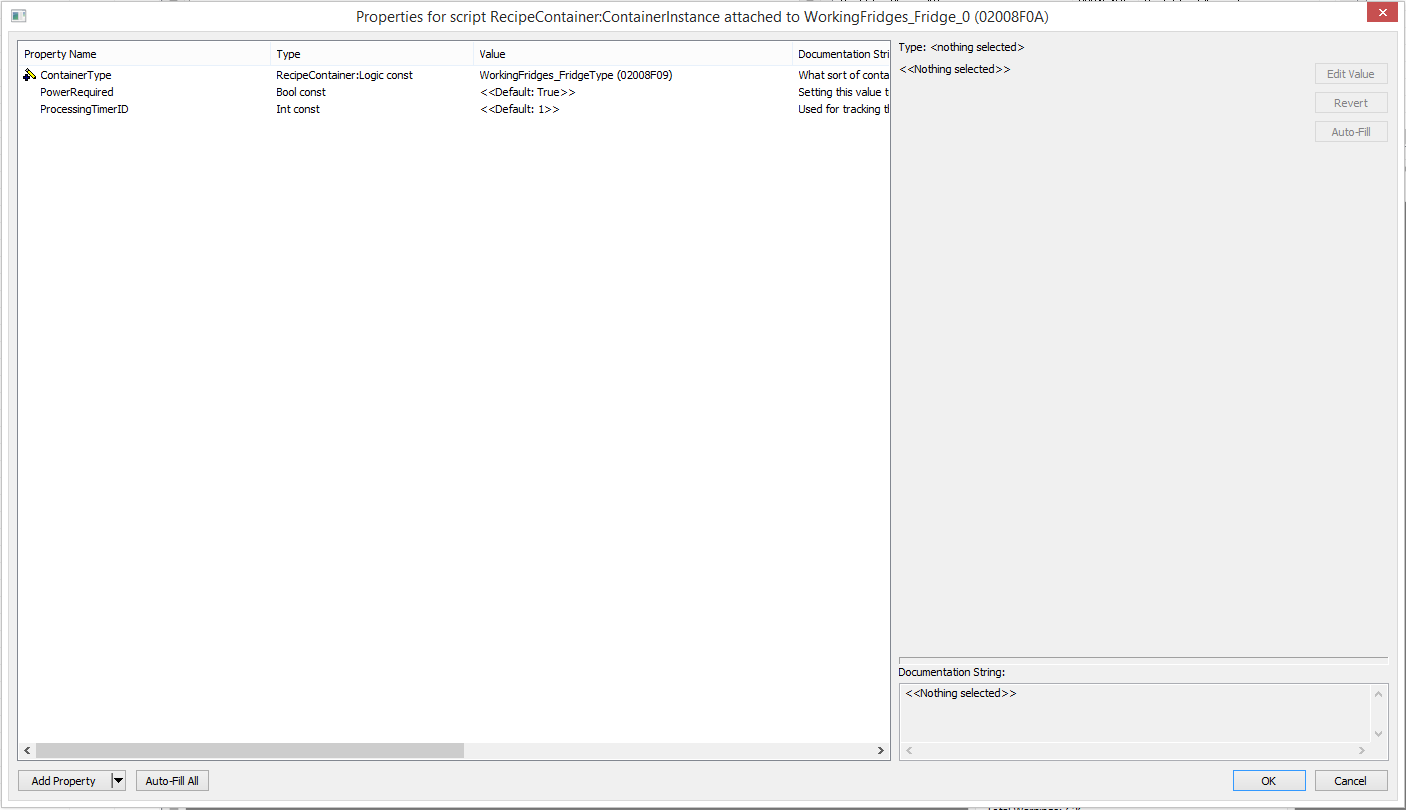 Properties for script RecipeContainer:ContainerInstance attached to WorkingFridges_Fridge_0 (02008F0A)
Property Name Type Value Documentation Stri
ContainerType RecipeContainer:Logic const WorkingFridges_FridgeType (02008F09) What sort of conta
PowerRequired Bool const <<Default: True>> Setting this value t
ProcessingTimerID Int const <<Default: 1>> Used for tracking th
Type: <nothing selected>
<<Nothing selected>>
Edit Value
Revert
Auto-Fill
Documentation String:
<<Nothing selected>>
Add Property Auto-Fill All OK Cancel